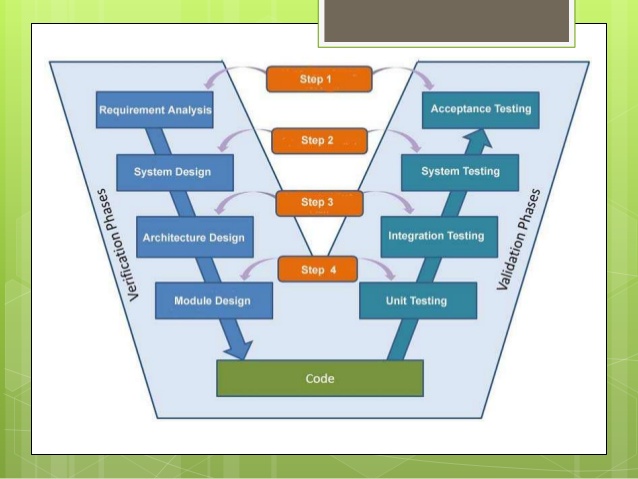 Step 1
Requirement Analysis
Acceptance Testing
Step 2
System Design
System Testing
Step 3
Architecture Design
Integration Testing
Verification Phases
Validation Phases
Step 4
Module Design
Unit Testing
Code